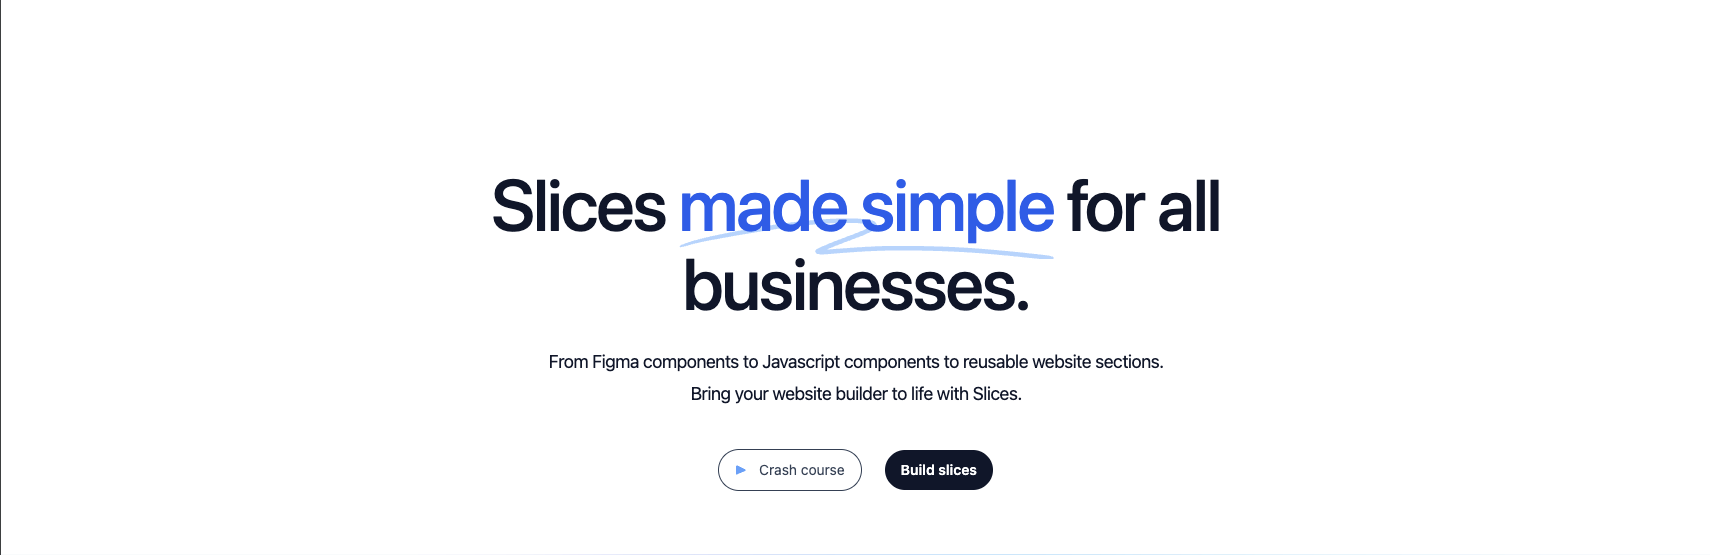 Slices made simple for all
businesses.
From Figma components to Javascript components to reusable website sections.
Bring your website builder to life with Slices.
Crash course
Build slices